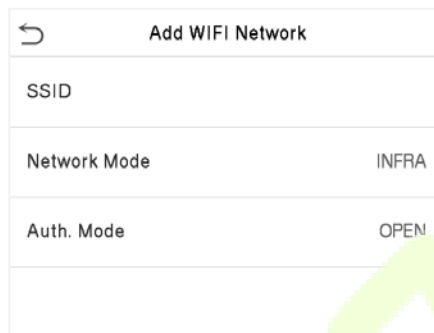 Add WIFI Network
SSID
Network Mode INFRA
Auth. Mode OPEN